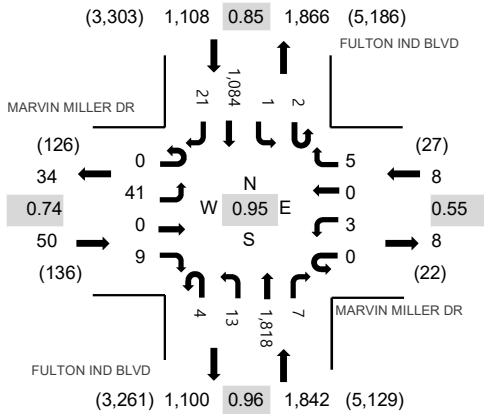 (3,303) 1,108 0.85 1,866 (5,186)
FULTON IND BLVD
MARVIN MILLER DR
21 1,084 1 2
(126)
34
0.74
50
(136)
0
41
0
9
N
W 0.95 E
S
5
0
3
0
(27)
8
0.55
8
(22)
4 13 1,818 7
MARVIN MILLER DR
FULTON IND BLVD
(3,261) 1,100 0.96 1,842 (5,129)